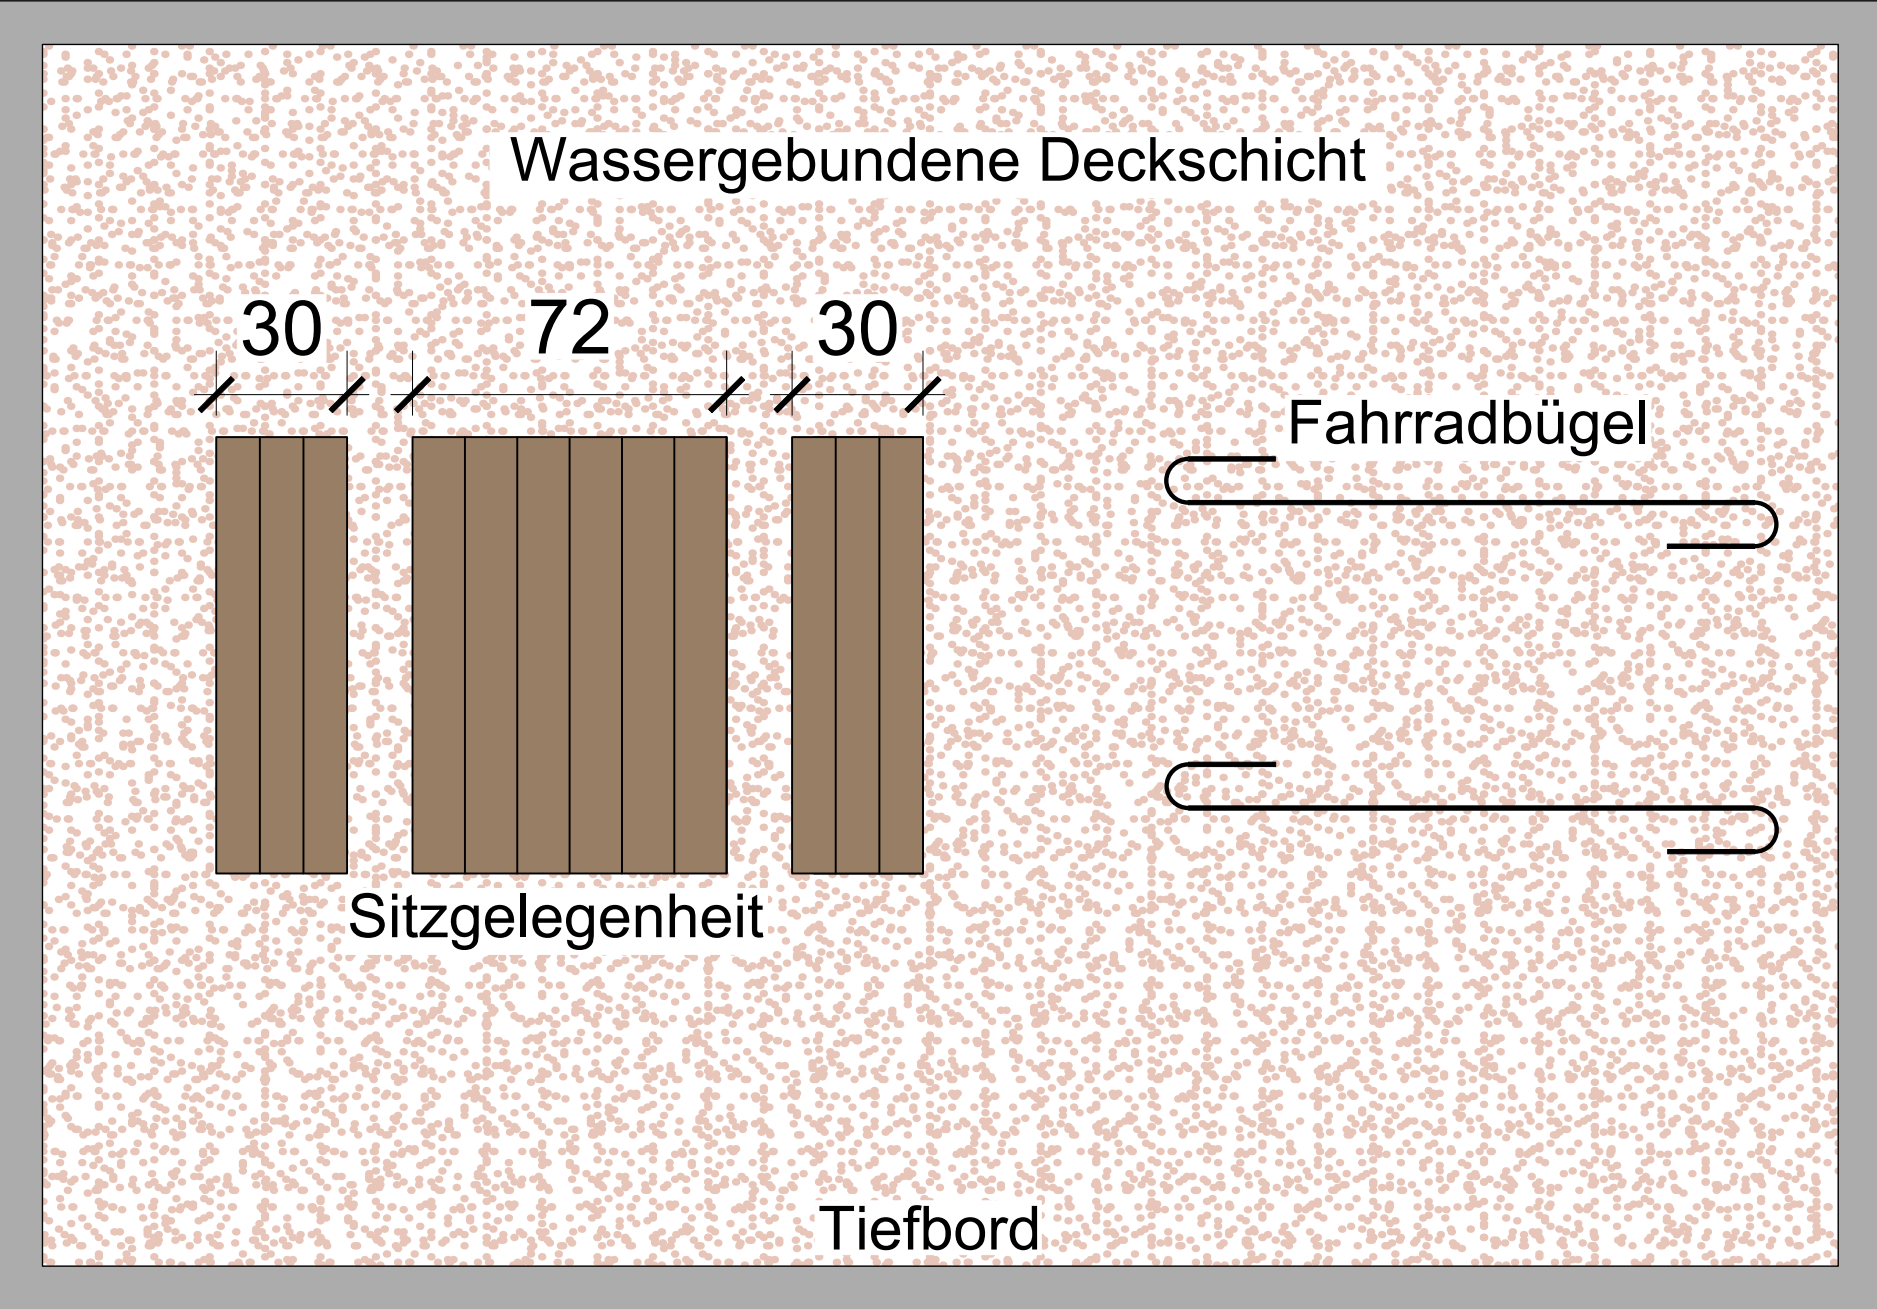 Wassergebundene Deckschicht
30 72 30
Fahrradbügel
Sitzgelegenheit
Tiefbord